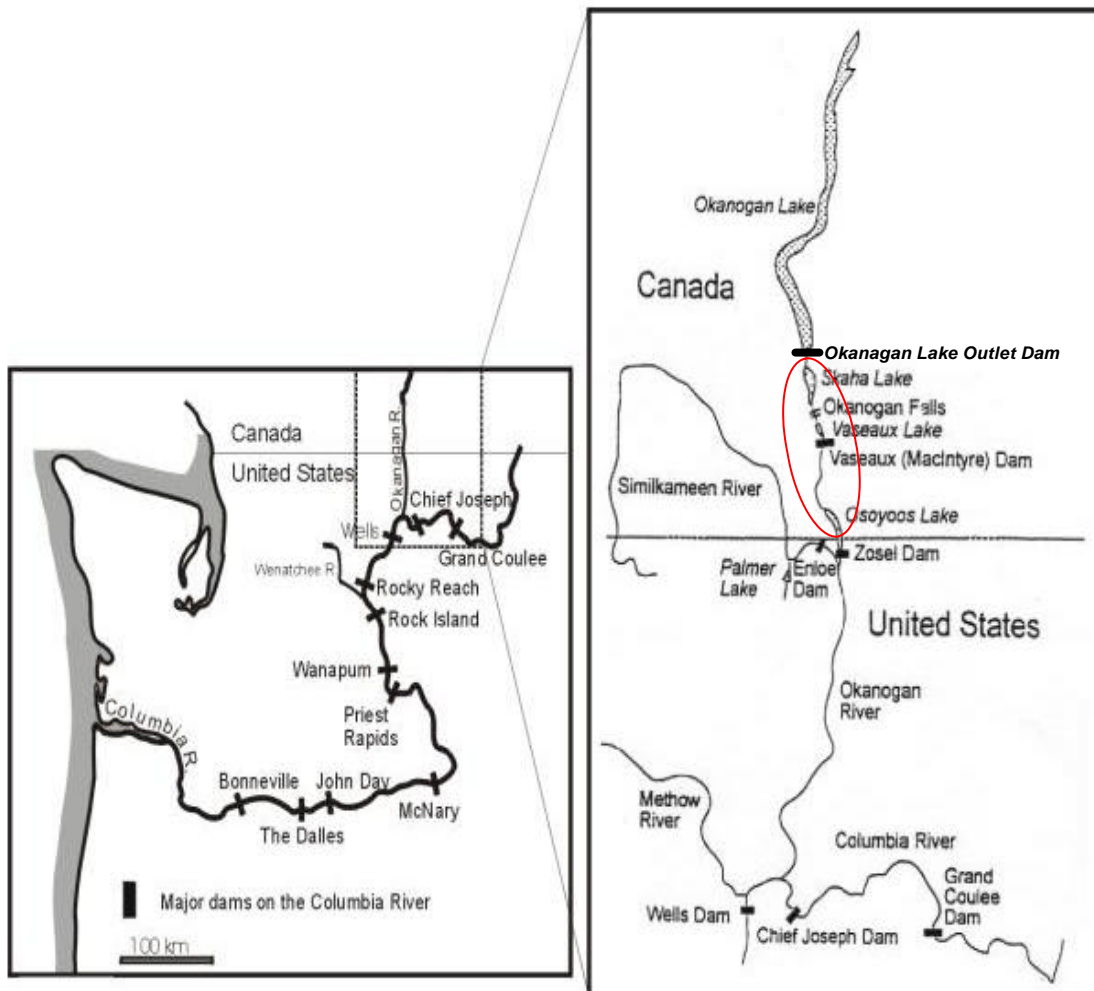 Canada
United States
Okanagan R.
Chief Joseph
Wells
Grand Coulee
Wenatchee R.
Rocky Reach
Rock Island
Wanapum
Priest
Rapids
Columbia R.
Bonneville
John Day
McNary
The Dalles
Major dams on the Columbia River
100 km
Okanogan Lake
Canada
Okanagan Lake Outlet Dam
Skaha Lake
Okanogan Falls
Vaseaux Lake
Vaseaux (MacIntyre) Dam
Similkameen
River
Osoyoos Lake
Zosel Dam
Palmer
Lake
Enloe
Dam
United States
Okanogan
River
Methow
River
Columbia
River
Grand
Coulee
Dam
Wells Dam
Chief Joseph Dam